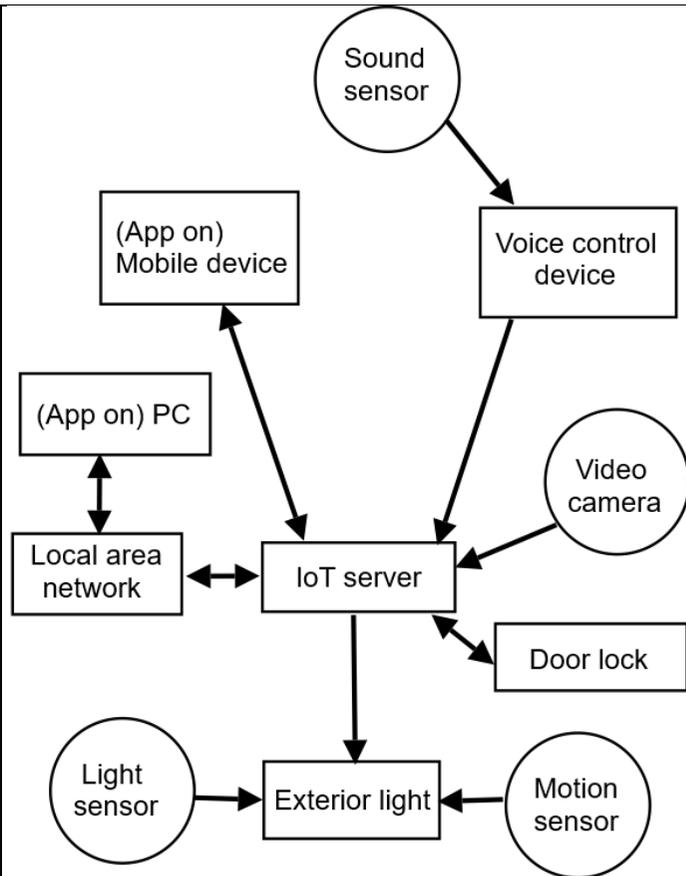 Sound
sensor
(App on)
Mobile device
Voice control
device
(App on) PC
Video
camera
Local area
network
IoT server
Door lock
Light
sensor
Exterior light
Motion
sensor